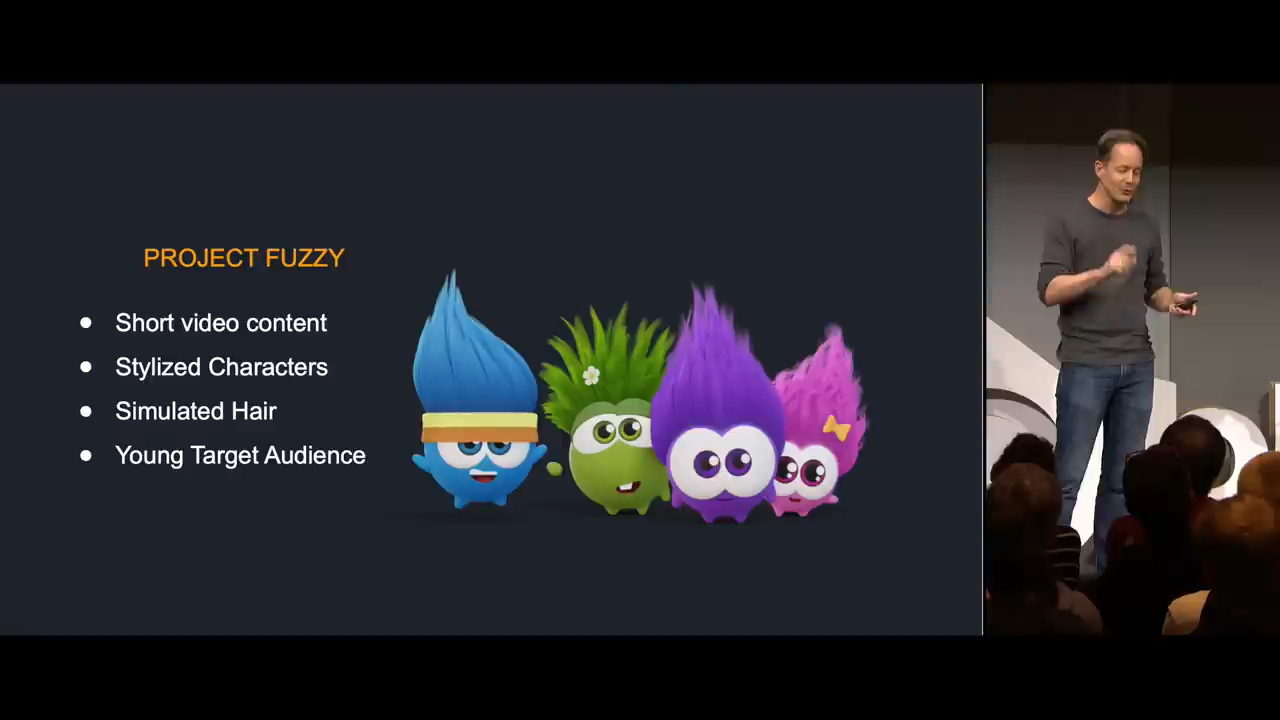 PROJECT FUZZY
● Short video content
● Stylized Characters
● Simulated Hair
● Young Target Audience